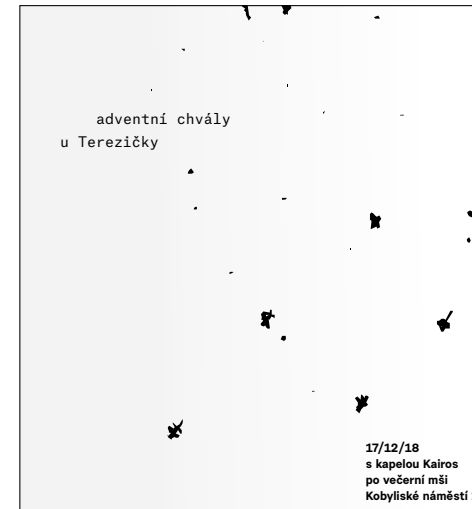 adventní chvály
u Terezičky
17/12/18
s kapelou Kairos
po večerní mši
Kobyliské náměstí